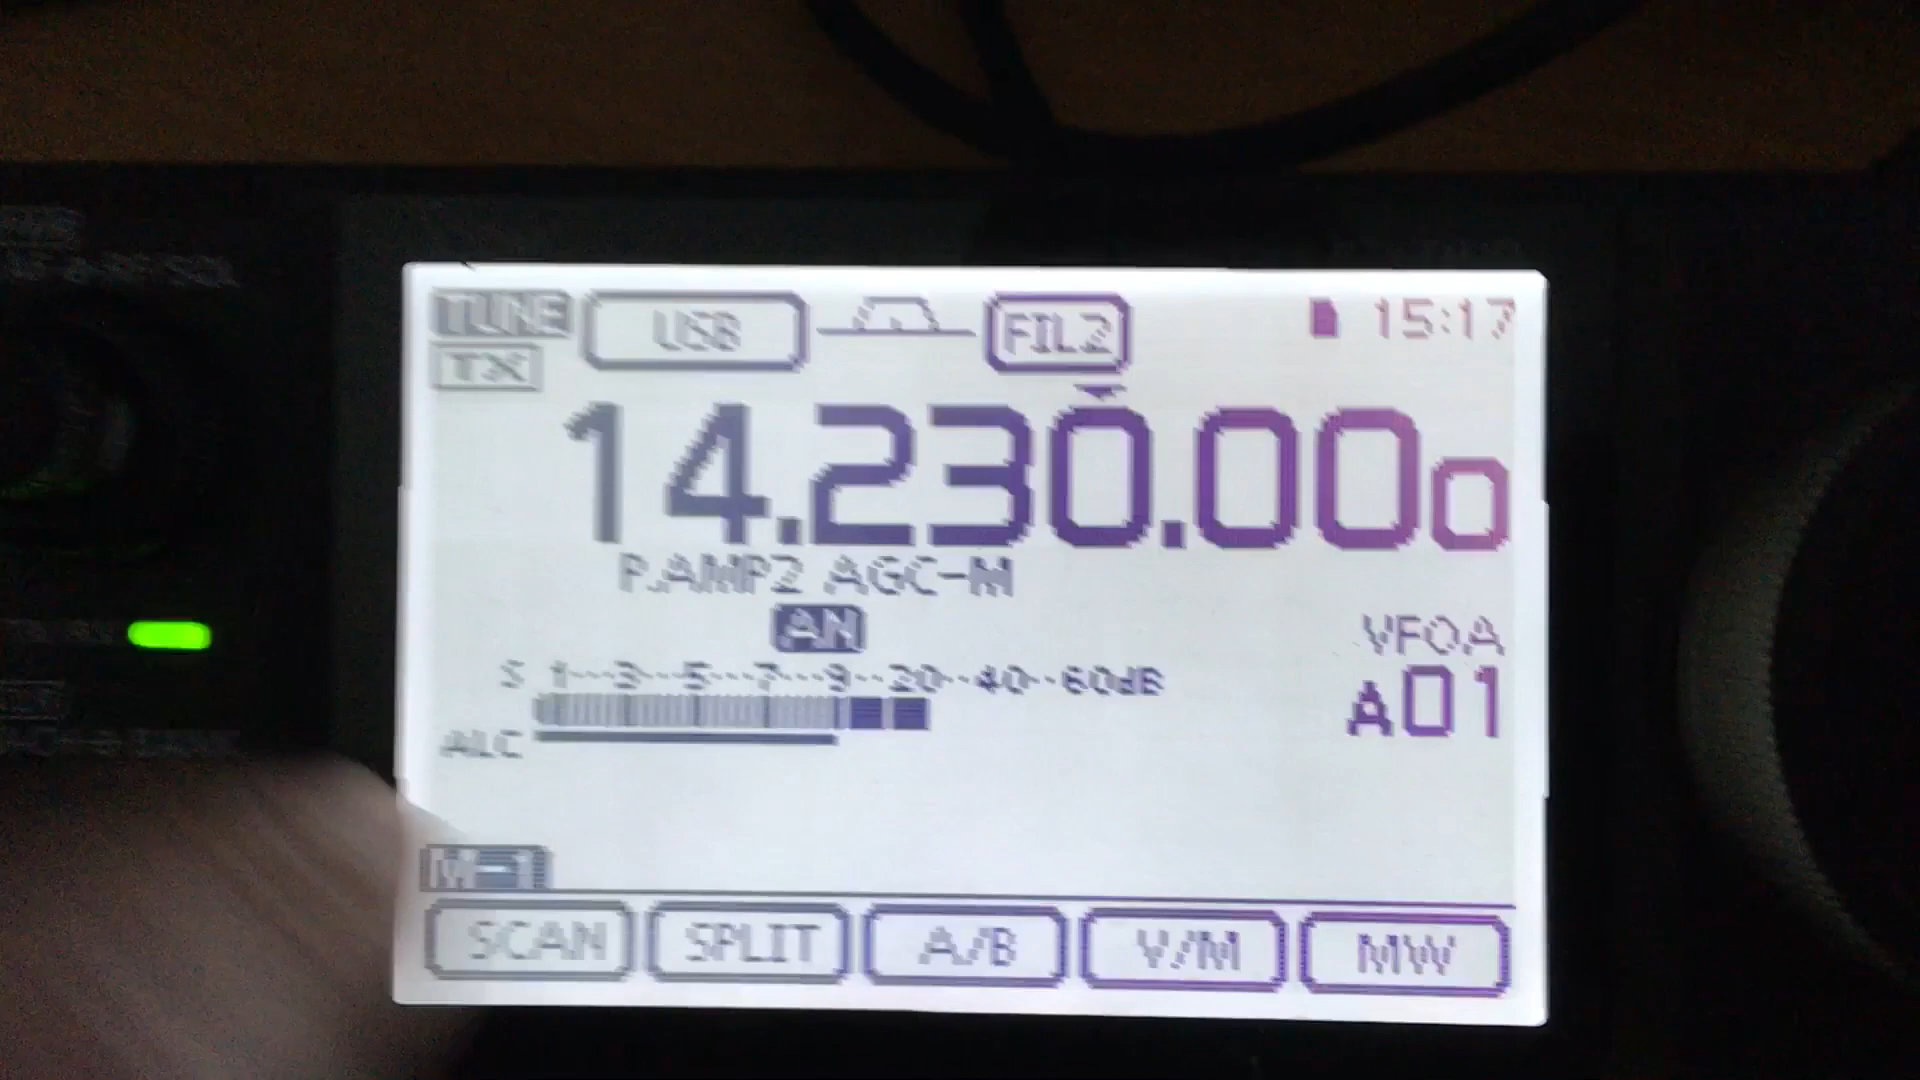 TUNE USB FIL2 15:17
TX
14.230.000
P.AMP2 AGC-M
AN
VFOA
S 1···3···5···7···9··20··40··60dB
A01
ALC
M-1
SCAN SPLIT A/B V/M MW